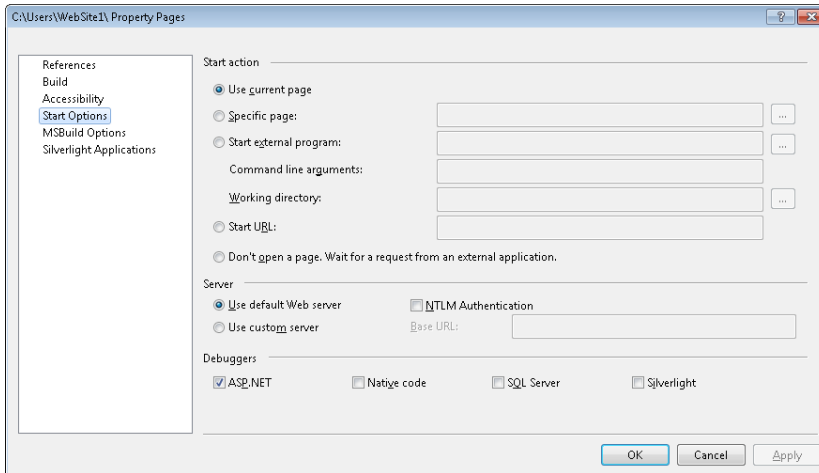 C:\Users\WebSite1\ Property Pages
References
Build
Accessibility
Start Options
MSBuild Options
Silverlight Applications
Start action
Use current page
Specific page:
...
Start external program:
...
Command line arguments:
Working directory:
...
Start URL:
Don't open a page. Wait for a request from an external application.
Server
Use default Web server NTLM Authentication
Use custom server Base URL:
Debuggers
ASP.NET Native code SQL Server Silverlight
OK Cancel Apply